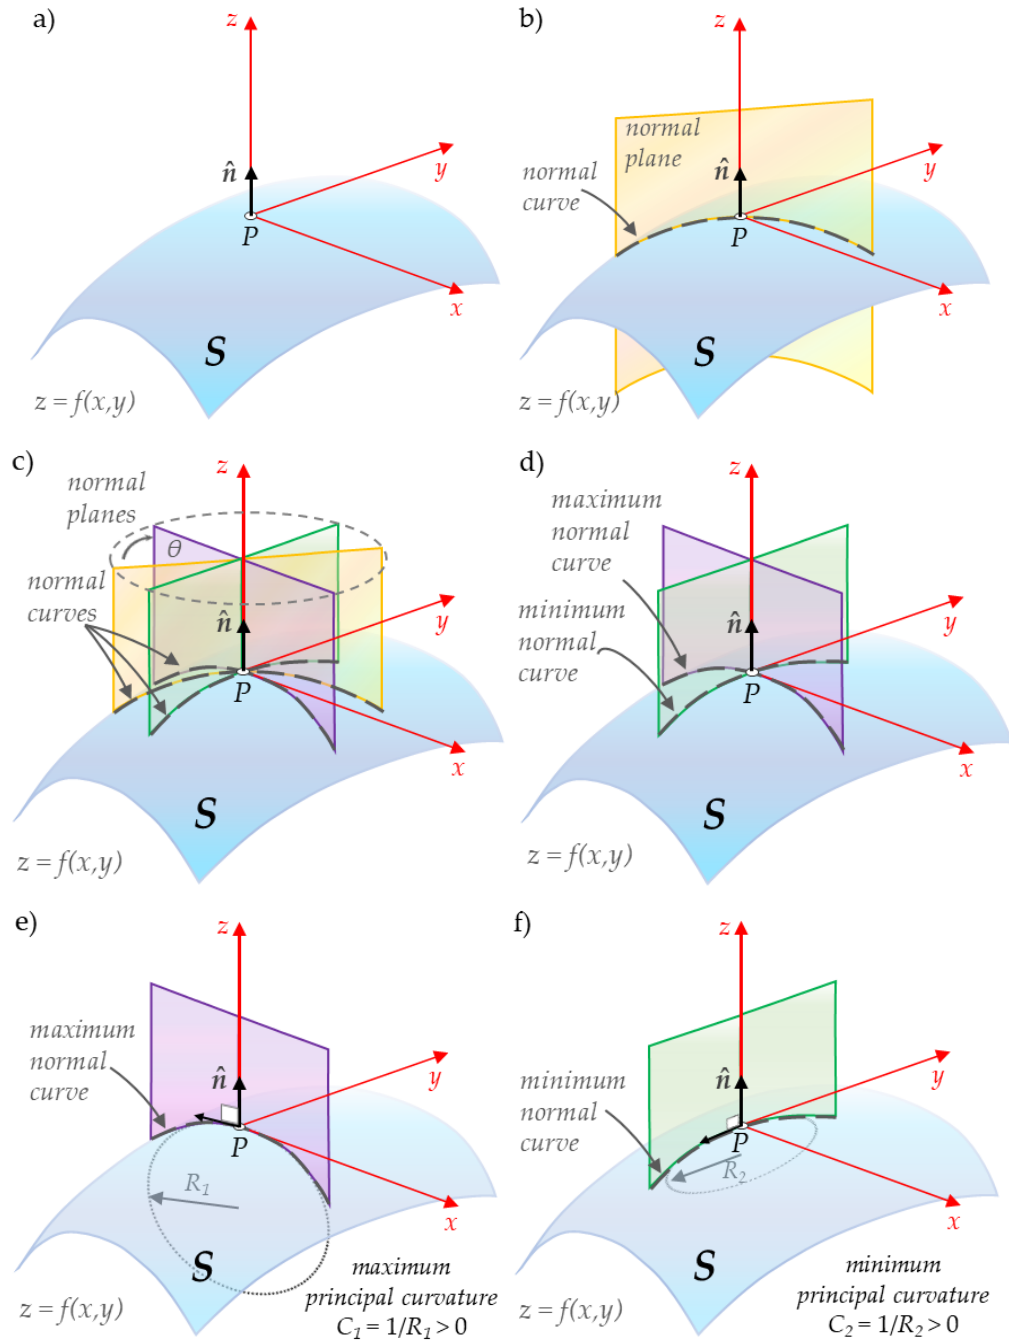 a)
z
n̂
y
P
x
S
z = f(x,y)
b)
z
normal
plane
normal
curve
n̂
y
P
x
S
z = f(x,y)
c)
z
normal
planes
θ
normal
curves
n̂
y
P
x
S
z = f(x,y)
d)
z
maximum
normal
curve
minimum
normal
curve
n̂
y
P
x
S
z = f(x,y)
e)
z
maximum
normal
curve
n̂
y
P
R₁
x
S
maximum
principal curvature
C₁ = 1/R₁ > 0
z = f(x,y)
f)
z
minimum
normal
curve
n̂
y
P
R₂
x
S
minimum
principal curvature
C₂ = 1/R₂ > 0
z = f(x,y)